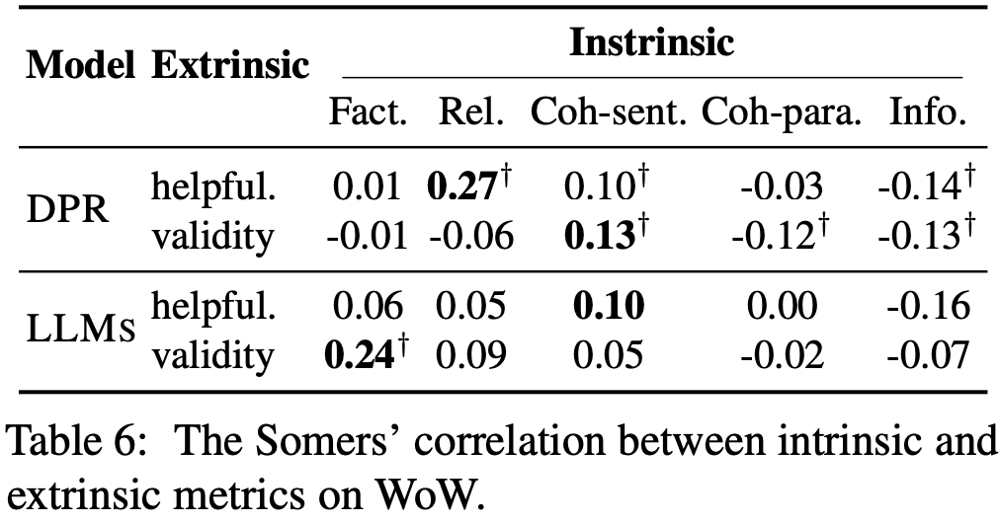 Instrinsic
Model Extrinsic
Fact. Rel. Coh-sent. Coh-para. Info.
DPR
helpful. 0.01 0.27† 0.10† -0.03 -0.14†
validity -0.01 -0.06 0.13† -0.12† -0.13†
LLMs
helpful. 0.06 0.05 0.10 0.00 -0.16
validity 0.24† 0.09 0.05 -0.02 -0.07
Table 6: The Somers’ correlation between intrinsic and
extrinsic metrics on WoW.